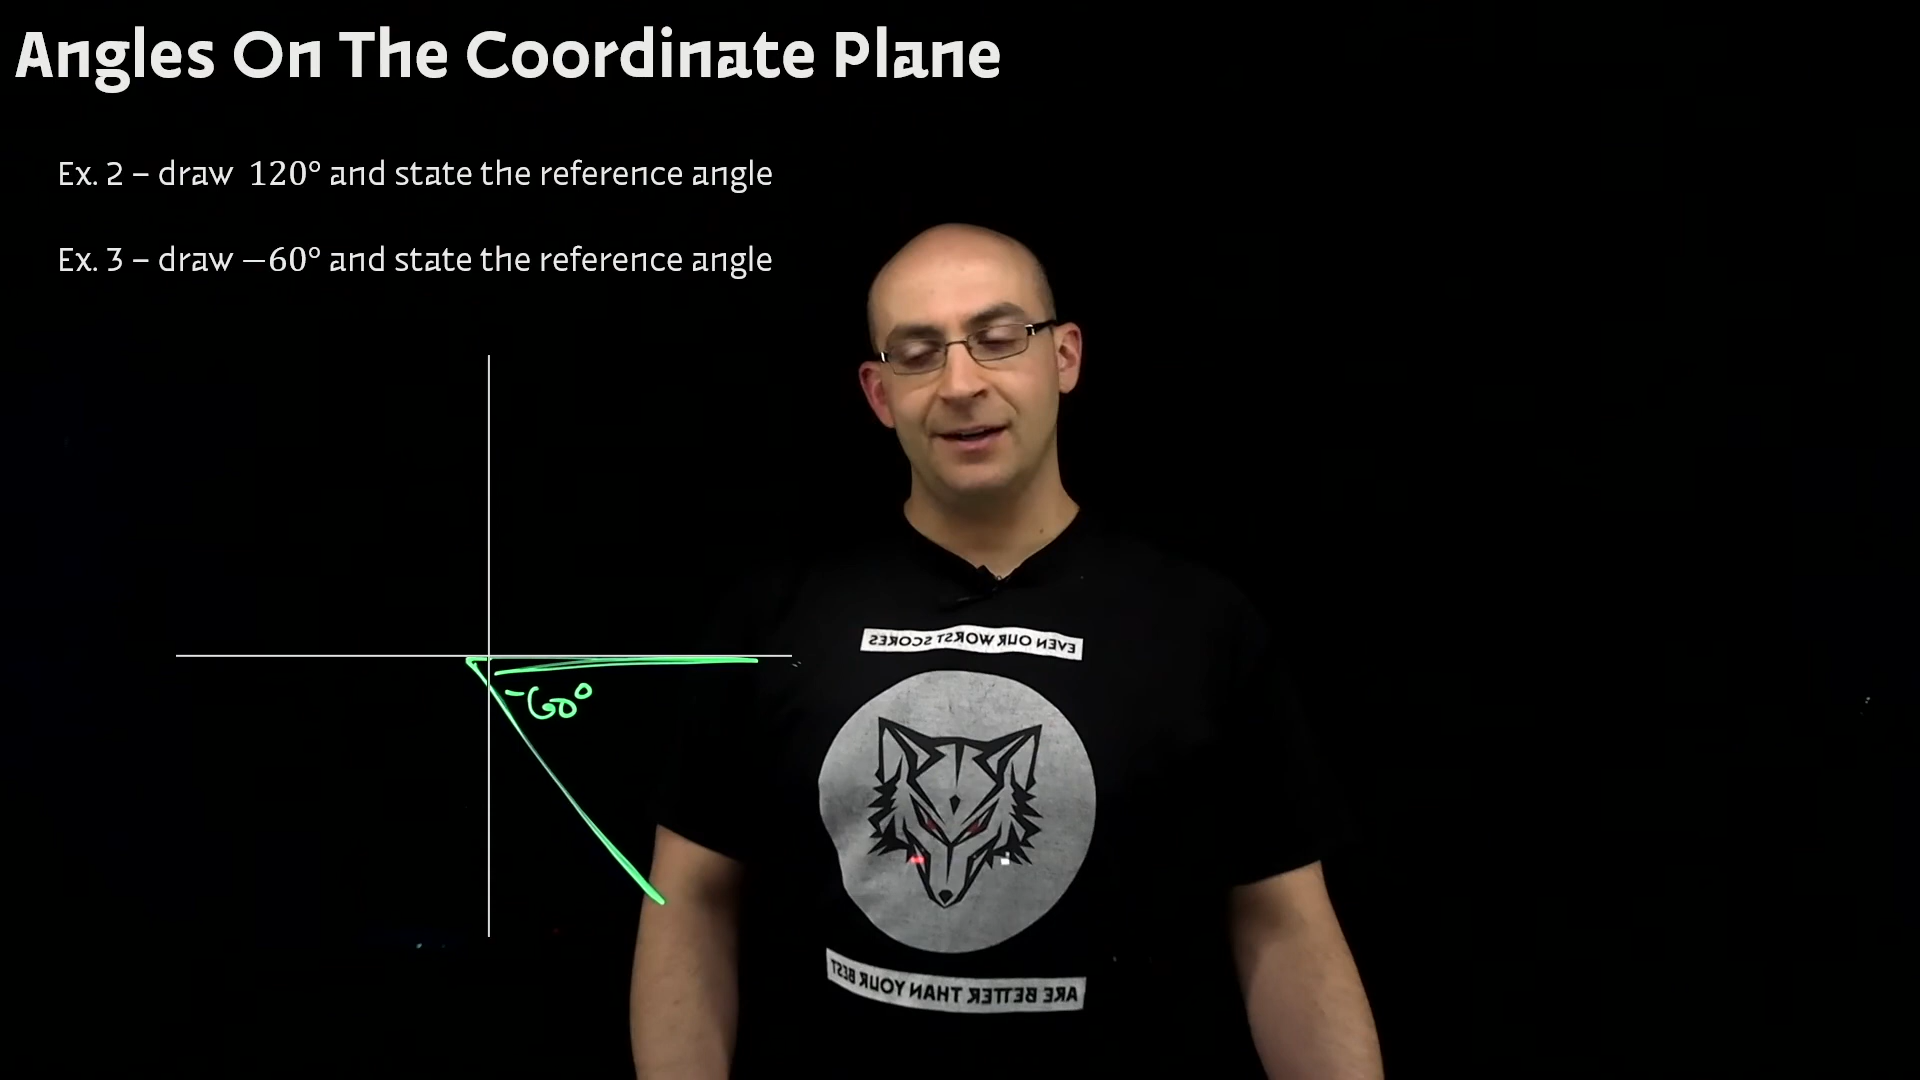 Angles On The Coordinate Plane
Ex. 2 – draw 120° and state the reference angle
Ex. 3 – draw −60° and state the reference angle
EVEN OUR WORST SCORES
-60°
ARE BETTER THAN YOUR BEST